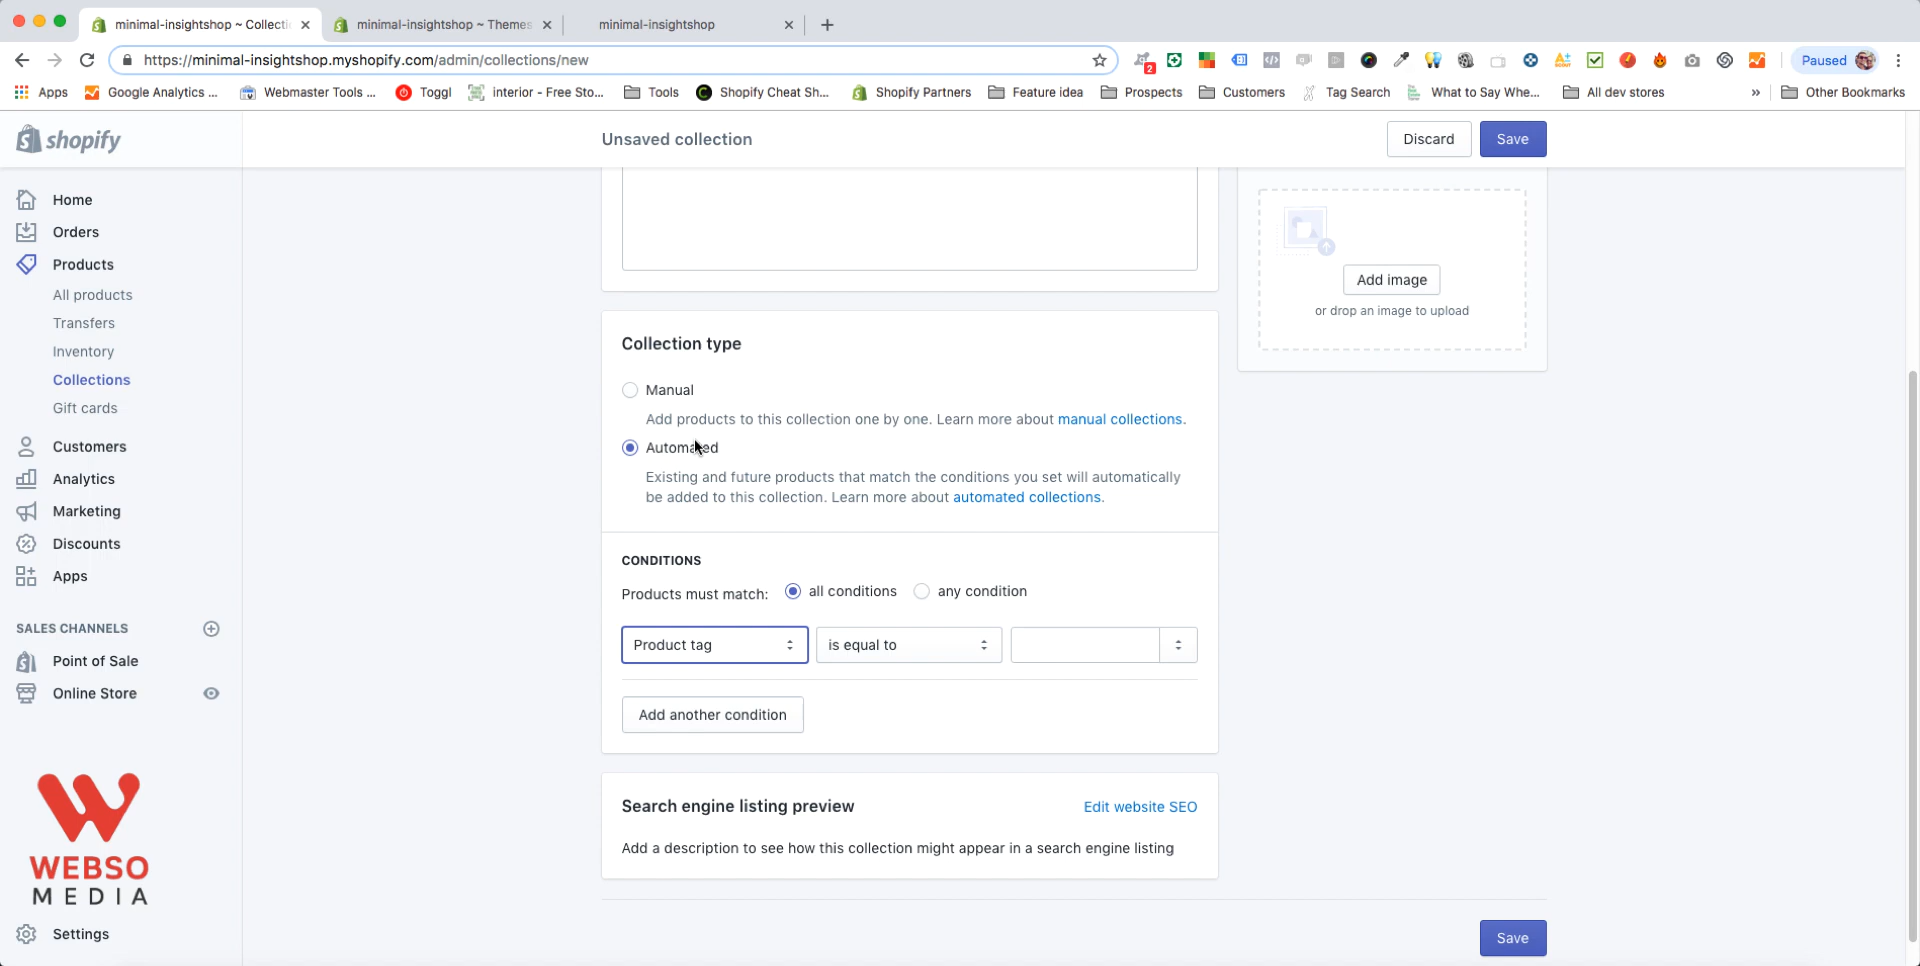 minimal-insightshop ~ Collecti
minimal-insightshop ~ Themes
minimal-insightshop
https://minimal-insightshop.myshopify.com/admin/collections/new
2
Paused
Apps
Google Analytics ...
Webmaster Tools ...
Toggl
interior - Free Sto...
Tools
Shopify Cheat Sh...
Shopify Partners
Feature idea
Prospects
Customers
Tag Search
What to Say Whe...
All dev stores
»
Other Bookmarks
shopify
Unsaved collection
Discard
Save
Home
Orders
Products
All products
Transfers
Inventory
Collections
Gift cards
Customers
Analytics
Marketing
Discounts
Apps
SALES CHANNELS
Point of Sale
Online Store
WEBSO
MEDIA
Settings
Add image
or drop an image to upload
Collection type
Manual
Add products to this collection one by one. Learn more about manual collections.
Automated
Existing and future products that match the conditions you set will automatically
be added to this collection. Learn more about automated collections.
CONDITIONS
Products must match:
all conditions
any condition
Product tag
is equal to
Add another condition
Search engine listing preview
Edit website SEO
Add a description to see how this collection might appear in a search engine listing
Save